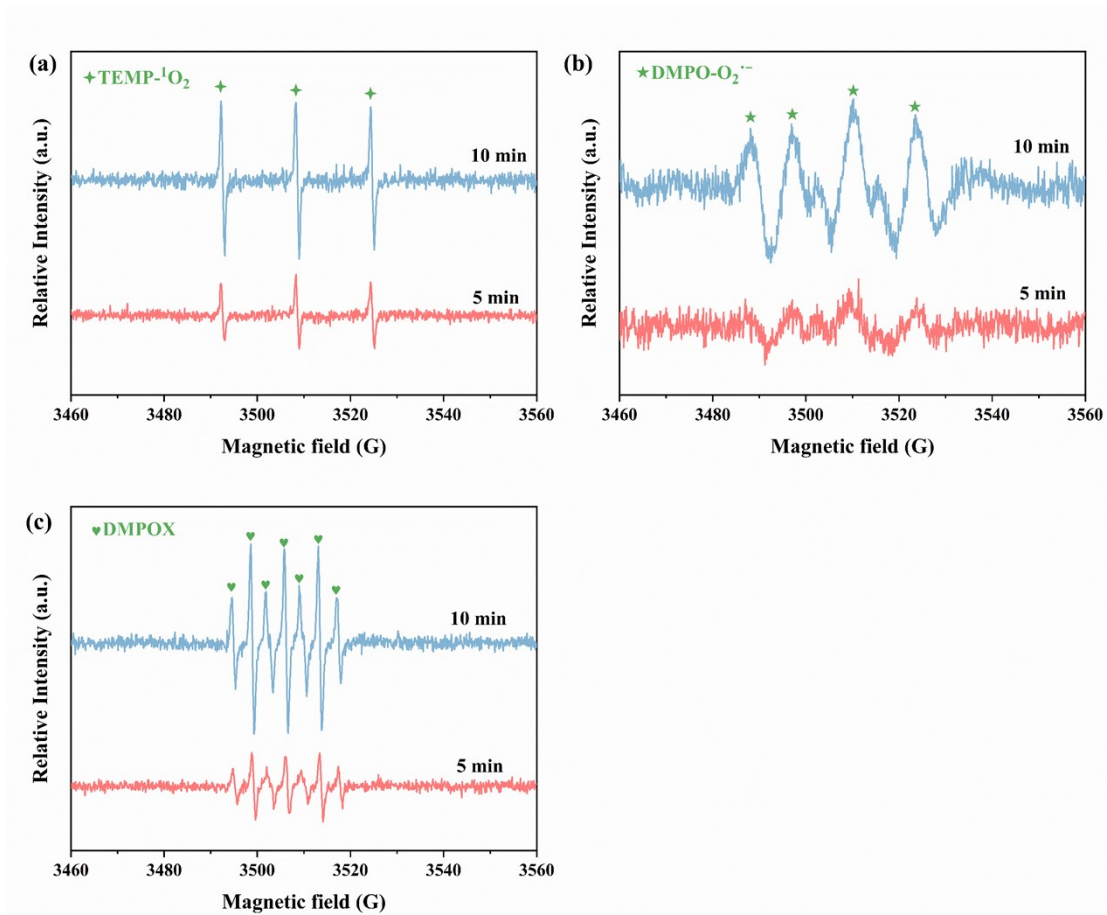 (a)
✦TEMP-¹O₂
10 min
5 min
Relative Intensity (a.u.)
3460 3480 3500 3520 3540 3560
Magnetic field (G)
(b)
★DMPO-O₂˙⁻
10 min
5 min
Relative Intensity (a.u.)
3460 3480 3500 3520 3540 3560
Magnetic field (G)
(c)
♥DMPOX
10 min
5 min
Relative Intensity (a.u.)
3460 3480 3500 3520 3540 3560
Magnetic field (G)